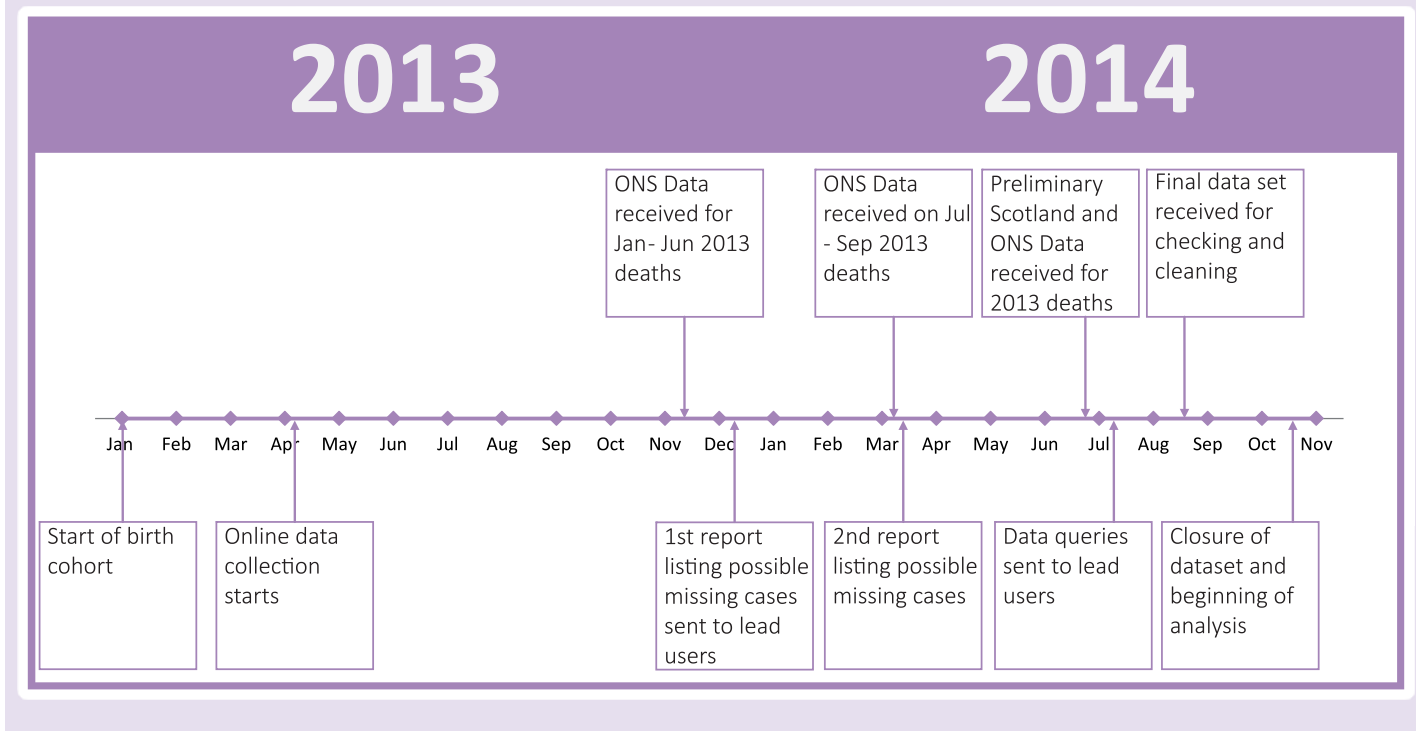 2013
2014
ONS Data
received for
Jan- Jun 2013
deaths
ONS Data
received on Jul
- Sep 2013
deaths
Preliminary
Scotland and
ONS Data
received for
2013 deaths
Final data set
received for
checking and
cleaning
Jan Feb Mar Apr May Jun Jul Aug Sep Oct Nov Dec Jan Feb Mar Apr May Jun Jul Aug Sep Oct Nov
Start of birth
cohort
Online data
collection
starts
1st report
listing possible
missing cases
sent to lead
users
2nd report
listing possible
missing cases
Data queries
sent to lead
users
Closure of
dataset and
beginning of
analysis